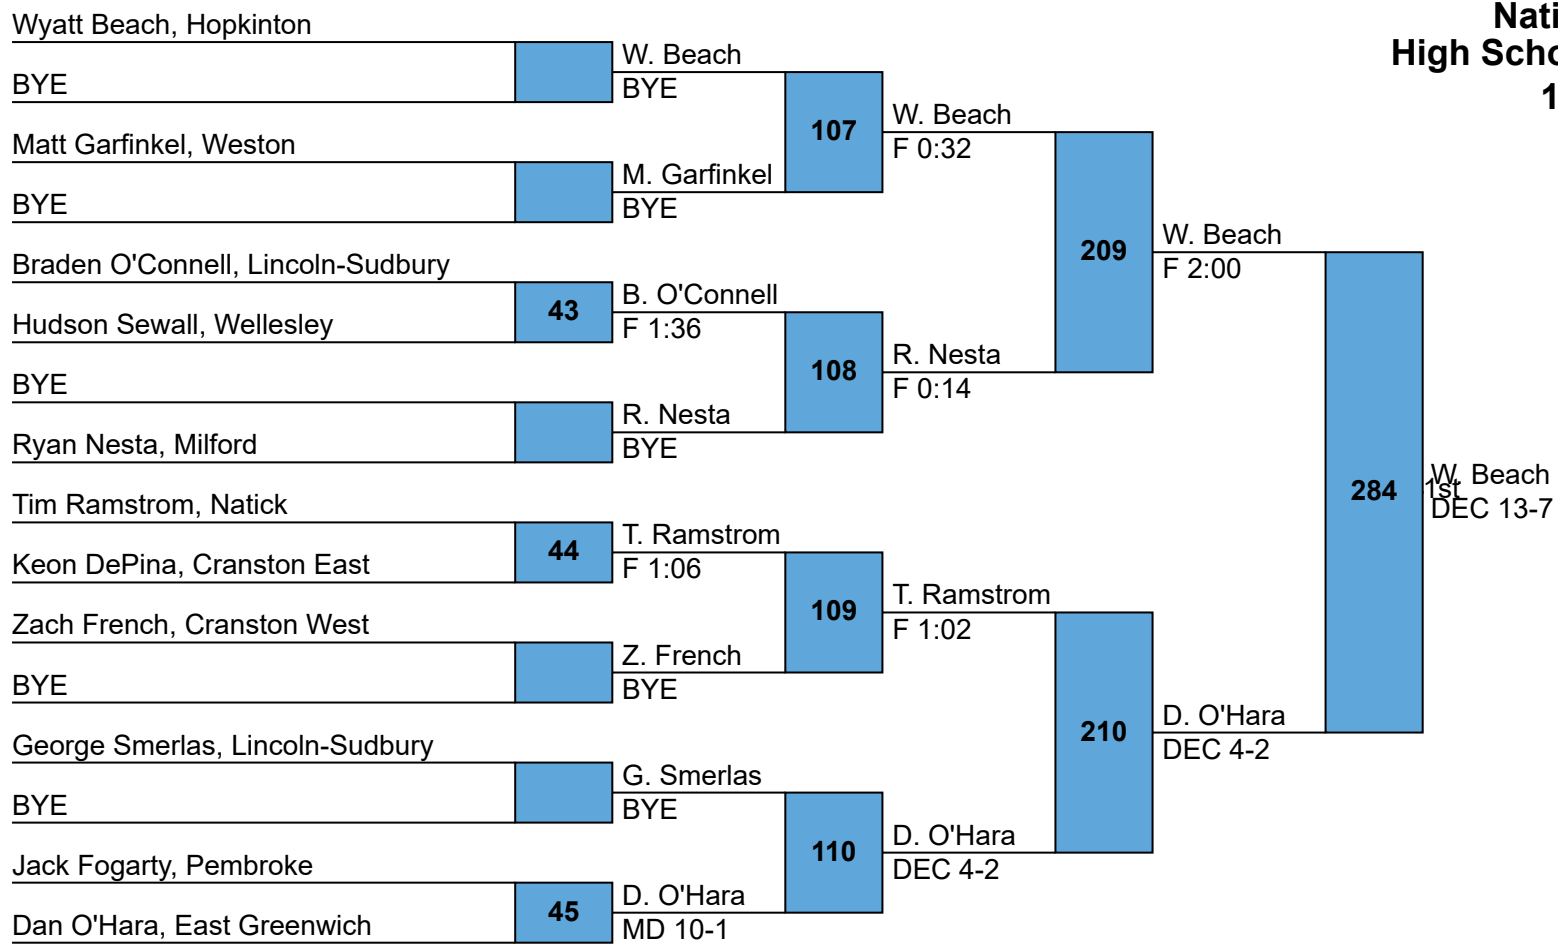 Wyatt Beach, Hopkinton
BYE
Matt Garfinkel, Weston
BYE
Braden O'Connell, Lincoln-Sudbury
Hudson Sewall, Wellesley
BYE
Ryan Nesta, Milford
Tim Ramstrom, Natick
Keon DePina, Cranston East
Zach French, Cranston West
BYE
George Smerlas, Lincoln-Sudbury
BYE
Jack Fogarty, Pembroke
Dan O'Hara, East Greenwich
43
44
45
W. Beach
BYE
M. Garfinkel
BYE
B. O'Connell
F 1:36
R. Nesta
BYE
T. Ramstrom
F 1:06
Z. French
BYE
G. Smerlas
BYE
D. O'Hara
MD 10-1
107
108
109
110
W. Beach
F 0:32
R. Nesta
F 0:14
T. Ramstrom
F 1:02
D. O'Hara
DEC 4-2
209
210
W. Beach
F 2:00
D. O'Hara
DEC 4-2
284
W. Beach
1st
DEC 13-7
Nati
High Scho
1